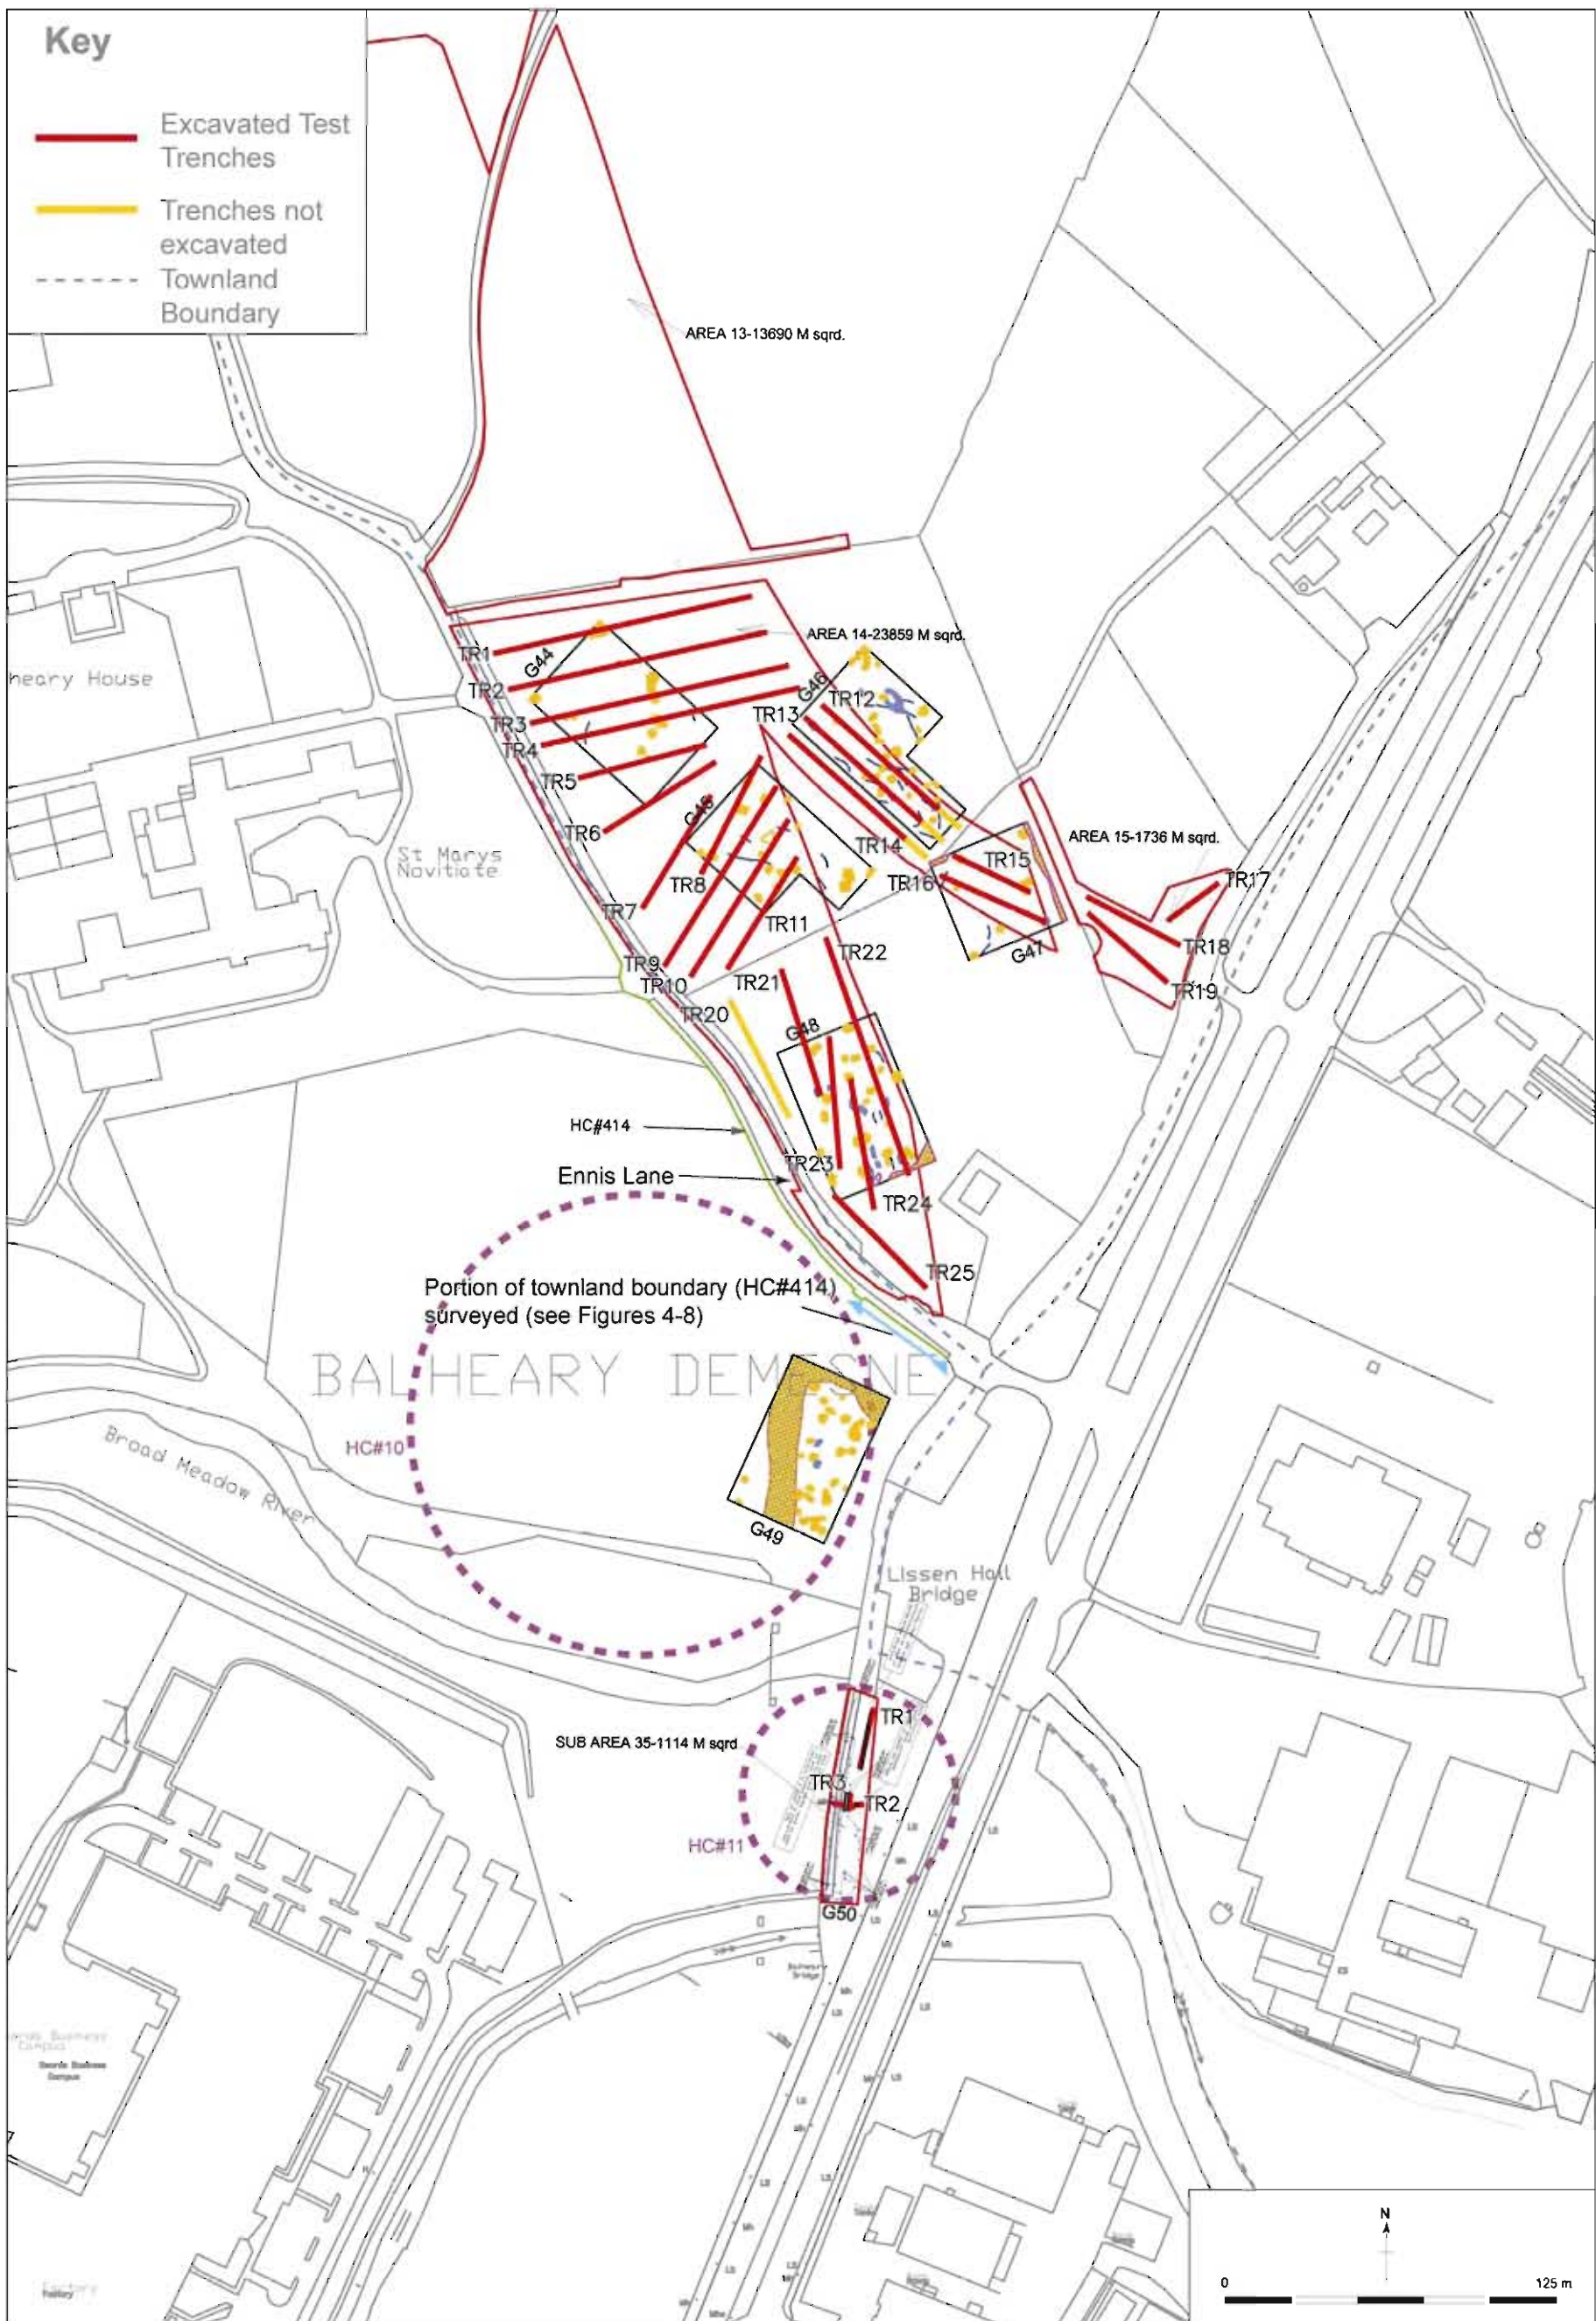 Key
Excavated Test
Trenches
Trenches not
excavated
Townland
Boundary
AREA 13-13690 M sqrd.
AREA 14-23859 M sqrd.
TR1
G44
TR2
heary House
G46
TR12
TR13
TR3
TR4
TR5
TR6
AREA 15-1736 M sqrd.
TR14
TR15
St Marys
Novitiate
TR8
TR16
TR17
TR7
TR11
G47
TR18
TR22
TR9
TR10
TR21
TR19
TR20
G48
HC#414
TR23
Ennis Lane
TR24
TR25
Portion of townland boundary (HC#414)
surveyed (see Figures 4-8)
BALHEARY DEMESNE
HC#10
Broad Meadow River
G49
Lissen Hall
Bridge
TR1
SUB AREA 35-1114 M sqrd
TR3
TR2
HC#11
G50
Swords Business
Campus
N
0
125 m